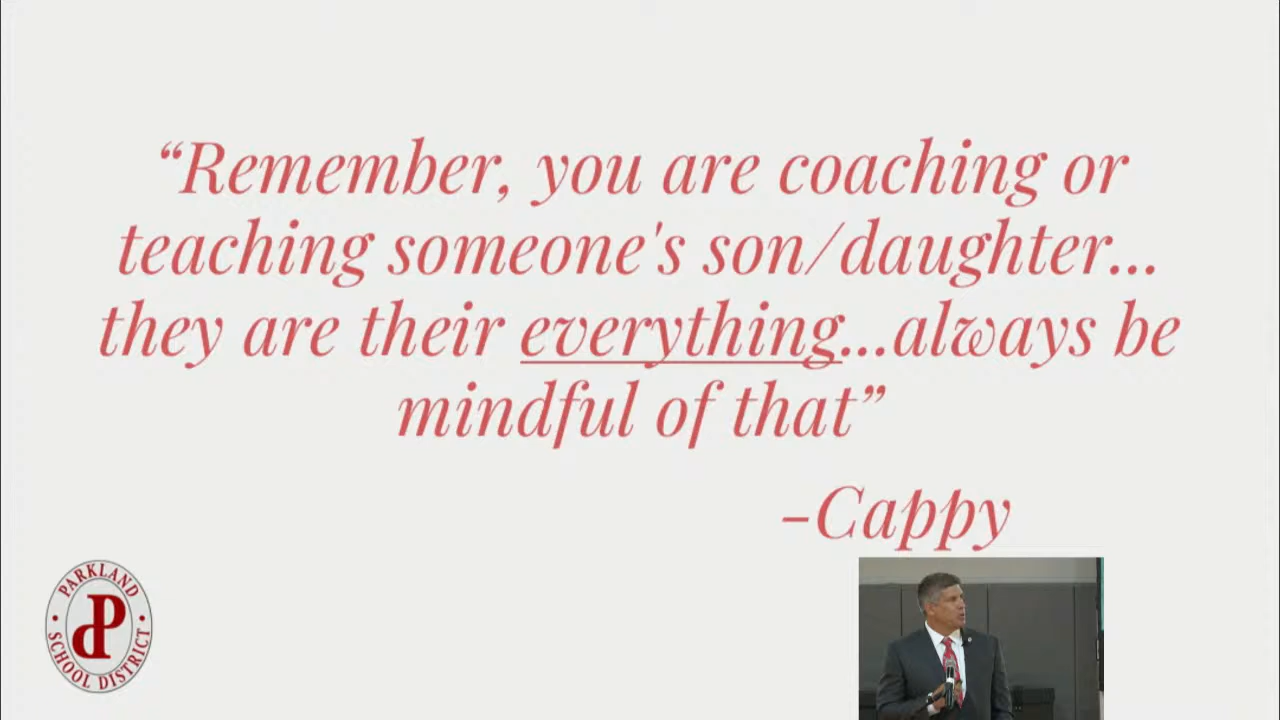 “Remember, you are coaching or
teaching someone's son/daughter...
they are their everything...always be
mindful of that”
-Cappy
PARKLAND
SCHOOL DISTRICT